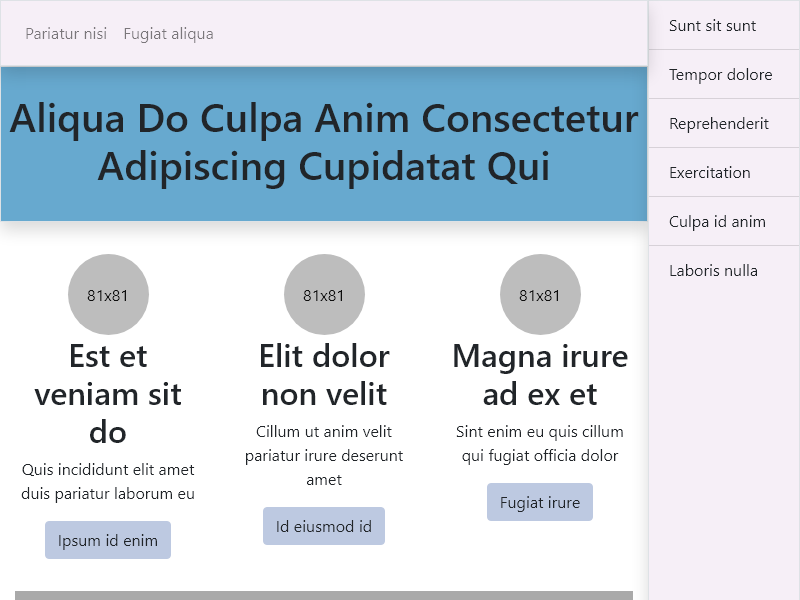 Pariatur nisi
Fugiat aliqua
Aliqua Do Culpa Anim Consectetur
Adipiscing Cupidatat Qui
81x81
Est et
veniam sit
do
Quis incididunt elit amet
duis pariatur laborum eu
Ipsum id enim
81x81
Elit dolor
non velit
Cillum ut anim velit
pariatur irure deserunt
amet
Id eiusmod id
81x81
Magna irure
ad ex et
Sint enim eu quis cillum
qui fugiat officia dolor
Fugiat irure
Sunt sit sunt
Tempor dolore
Reprehenderit
Exercitation
Culpa id anim
Laboris nulla